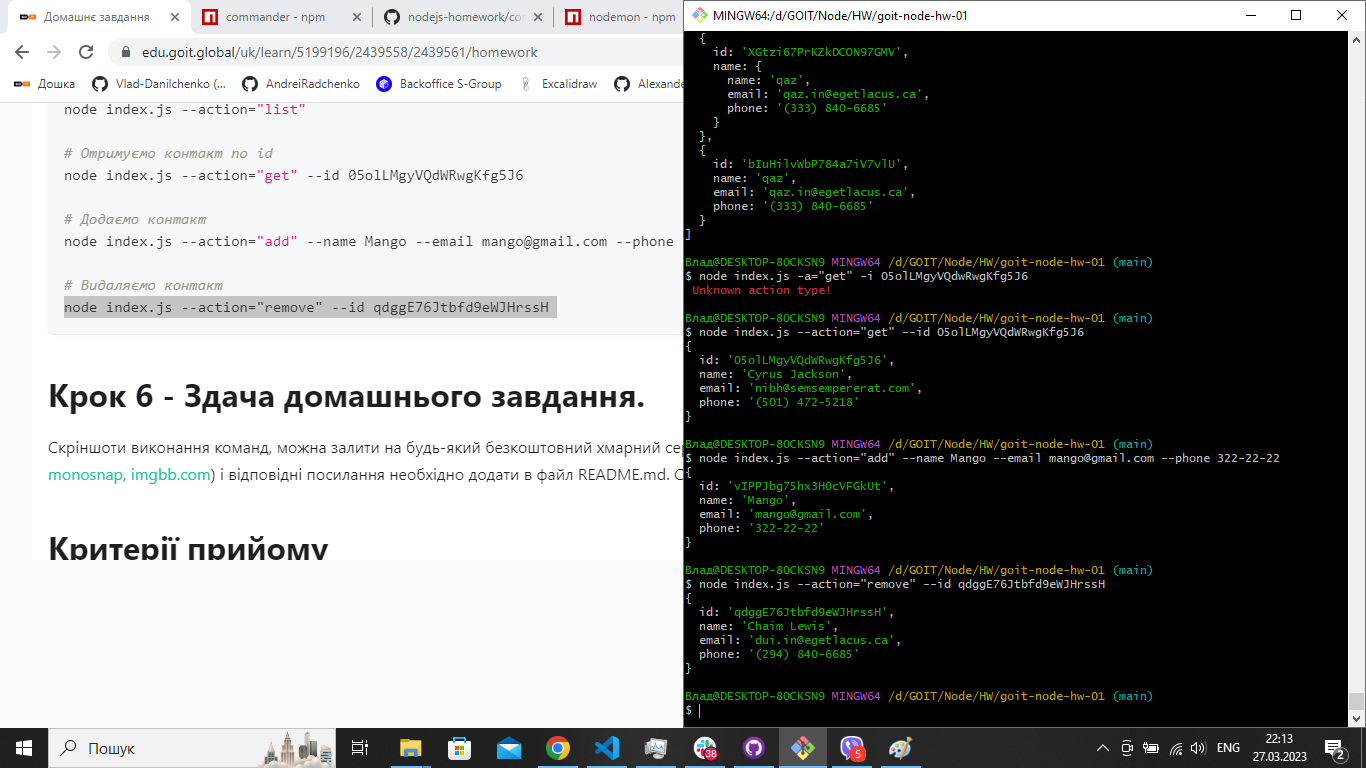 Домашнє завдання
commander - npm
nodejs-homework/cor
nodemon - npm
edu.goit.global/uk/learn/5199196/2439558/2439561/homework
Дошка
Vlad-Danilchenko (...
AndreiRadchenko
Backoffice S-Group
Excalidraw
Alexande
node index.js --action="list"
# Отримуємо контакт по id
node index.js --action="get" --id 05olLMgyVQdWRwgKfg5J6
# Додаємо контакт
node index.js --action="add" --name Mango --email mango@gmail.com --phone
# Видаляємо контакт
node index.js --action="remove" --id qdggE76Jtbfd9eWJHrssH
Крок 6 - Здача домашнього завдання.
Скріншоти виконання команд, можна залити на будь-який безкоштовний хмарний сер
monosnap, imgbb.com) і відповідні посилання необхідно додати в файл README.md. С
Критерії прийому
MINGW64:/d/GOIT/Node/HW/goit-node-hw-01
{
id: 'XGtzi67PrKZkDCON97GMV',
name: {
name: 'qaz',
email: 'qaz.in@egetlacus.ca',
phone: '(333) 840-6685'
}
},
{
id: 'bIuHilvWbP784a7iV7vlU',
name: 'qaz',
email: 'qaz.in@egetlacus.ca',
phone: '(333) 840-6685'
}
]
Влад@DESKTOP-8OCKSN9 MINGW64 /d/GOIT/Node/HW/goit-node-hw-01 (main)
$ node index.js -a="get" -i O5olLMgyVQdwRwgKfg5J6
Unknown action type!
Влад@DESKTOP-8OCKSN9 MINGW64 /d/GOIT/Node/HW/goit-node-hw-01 (main)
$ node index.js --action="get" --id 05olLMgyVQdWRwgKfg5J6
{
id: '05olLMgyVQdWRwgKfg5J6',
name: 'Cyrus Jackson',
email: 'nibh@semsempererat.com',
phone: '(501) 472-5218'
}
Влад@DESKTOP-8OCKSN9 MINGW64 /d/GOIT/Node/HW/goit-node-hw-01 (main)
$ node index.js --action="add" --name Mango --email mango@gmail.com --phone 322-22-22
{
id: 'vIPPJbg75hx3HOcVFGkUt',
name: 'Mango',
email: 'mango@gmail.com',
phone: '322-22-22'
}
Влад@DESKTOP-8OCKSN9 MINGW64 /d/GOIT/Node/HW/goit-node-hw-01 (main)
$ node index.js --action="remove" --id qdggE76Jtbfd9eWJHrssH
{
id: 'qdggE76Jtbfd9eWJHrssH',
name: 'Chaim Lewis',
email: 'dui.in@egetlacus.ca',
phone: '(294) 840-6685'
}
Влад@DESKTOP-8OCKSN9 MINGW64 /d/GOIT/Node/HW/goit-node-hw-01 (main)
$
Пошук
38
5
ENG
22:13
27.03.2023
2